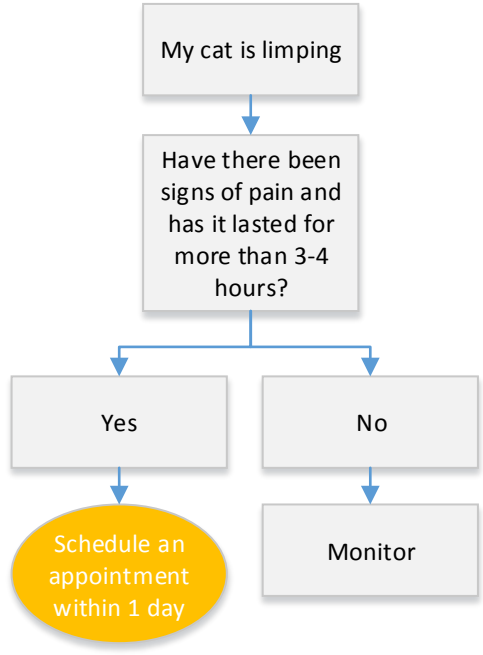 My cat is limping
Have there been
signs of pain and
has it lasted for
more than 3-4
hours?
Yes
No
Schedule an
appointment
within 1 day
Monitor